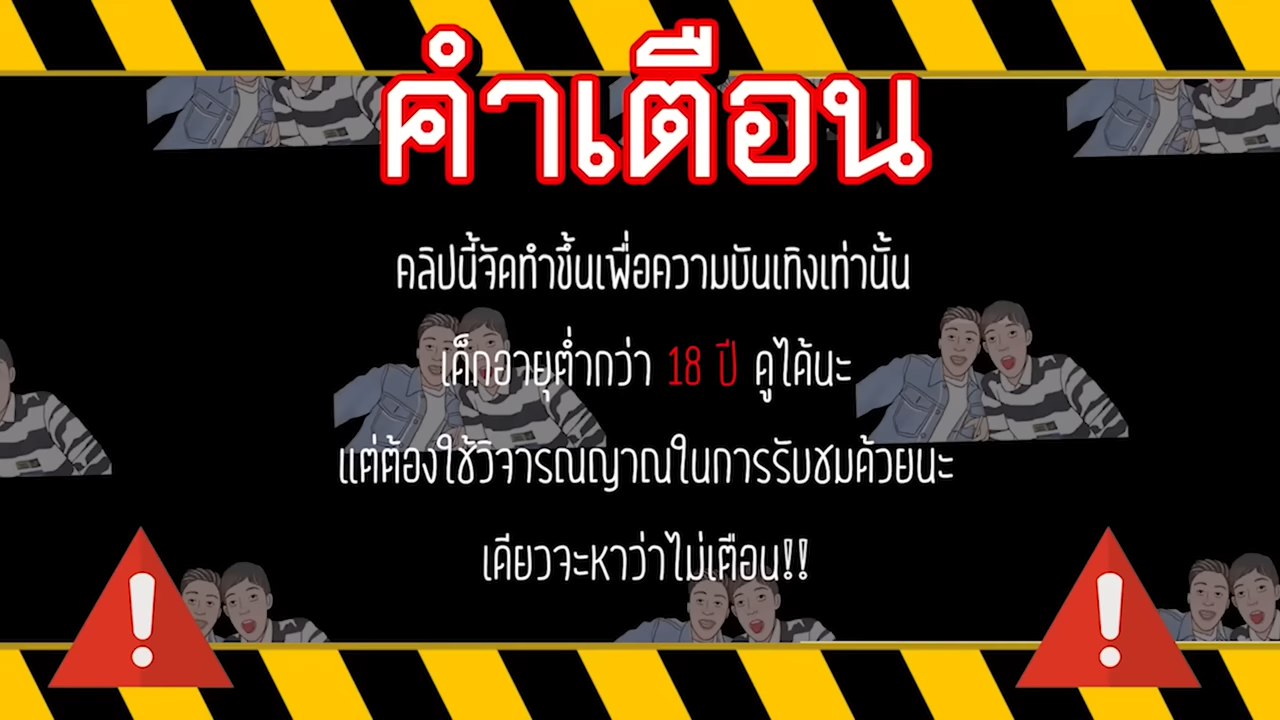 คำเตือน
คลิปนี้จัดทำขึ้นเพื่อความบันเทิงเท่านั้น
เด็กอายุต่ำกว่า 18 ปี ดูได้นะ
แต่ต้องใช้วิจารณญาณในการรับชมด้วยนะ
เดียวจะหาว่าไม่เตือน!!